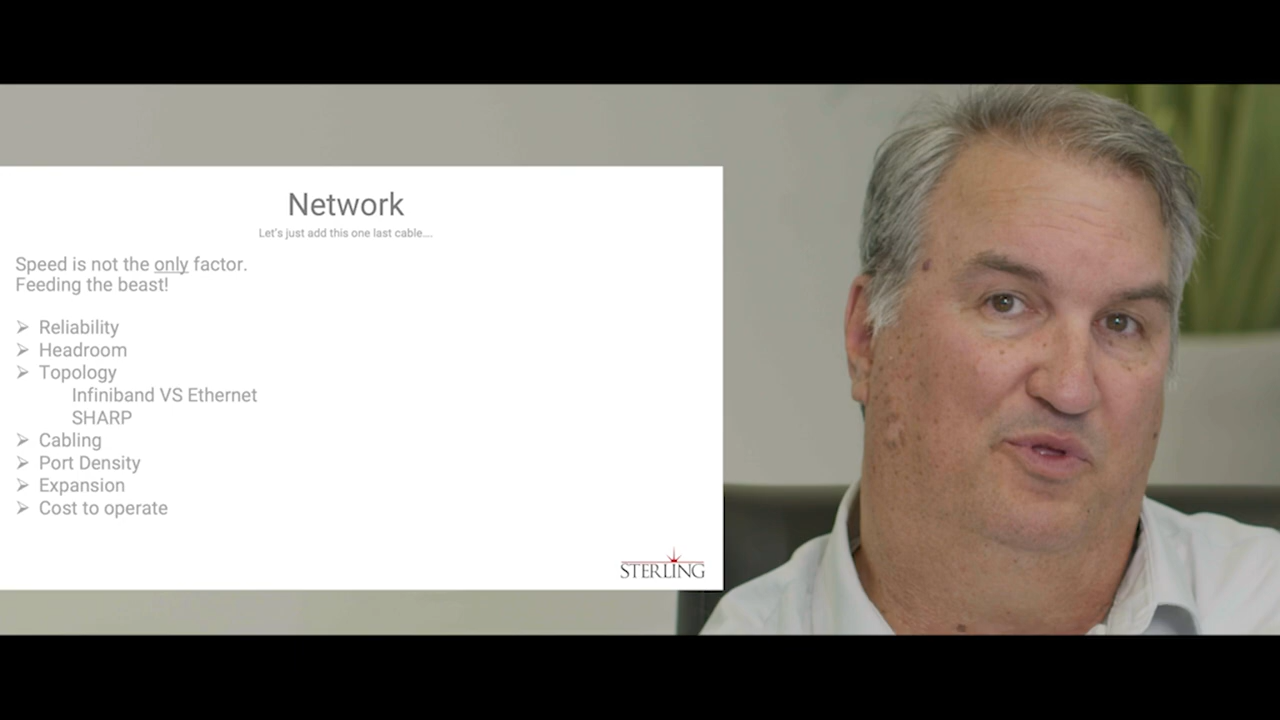 Network
Let's just add this one last cable....
Speed is not the only factor.
Feeding the beast!
➢ Reliability
➢ Headroom
➢ Topology
Infiniband VS Ethernet
SHARP
➢ Cabling
➢ Port Density
➢ Expansion
➢ Cost to operate
STERLING